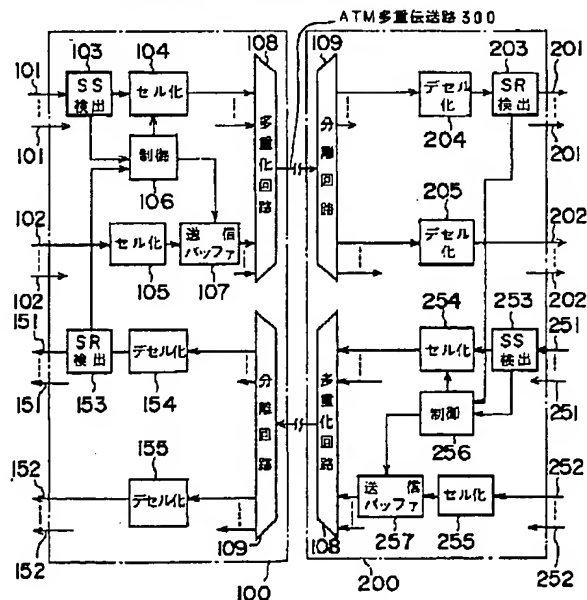 ATM多重伝送路300
103
104
108
109
203
201
101
SS
検出
セル化
デセル
化
SR
検出
101
制御
106
多重化回路
分離回路
204
201
205
102
セル化
送信
バッファ
デセル
化
202
102
105
107
202
151
254
253
251
SR
検出
デセル化
セル化
SS
検出
151
153
154
分離回路
多重化回路
制御
251
256
152
155
252
デセル化
送信
バッファ
セル化
152
109
108
257
255
252
100
200